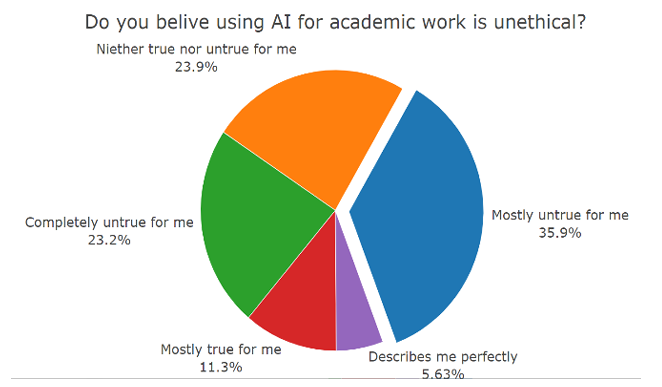 Do you belive using AI for academic work is unethical?
Niether true nor untrue for me
23.9%
Completely untrue for me
23.2%
Mostly untrue for me
35.9%
Mostly true for me
11.3%
Describes me perfectly
5.63%